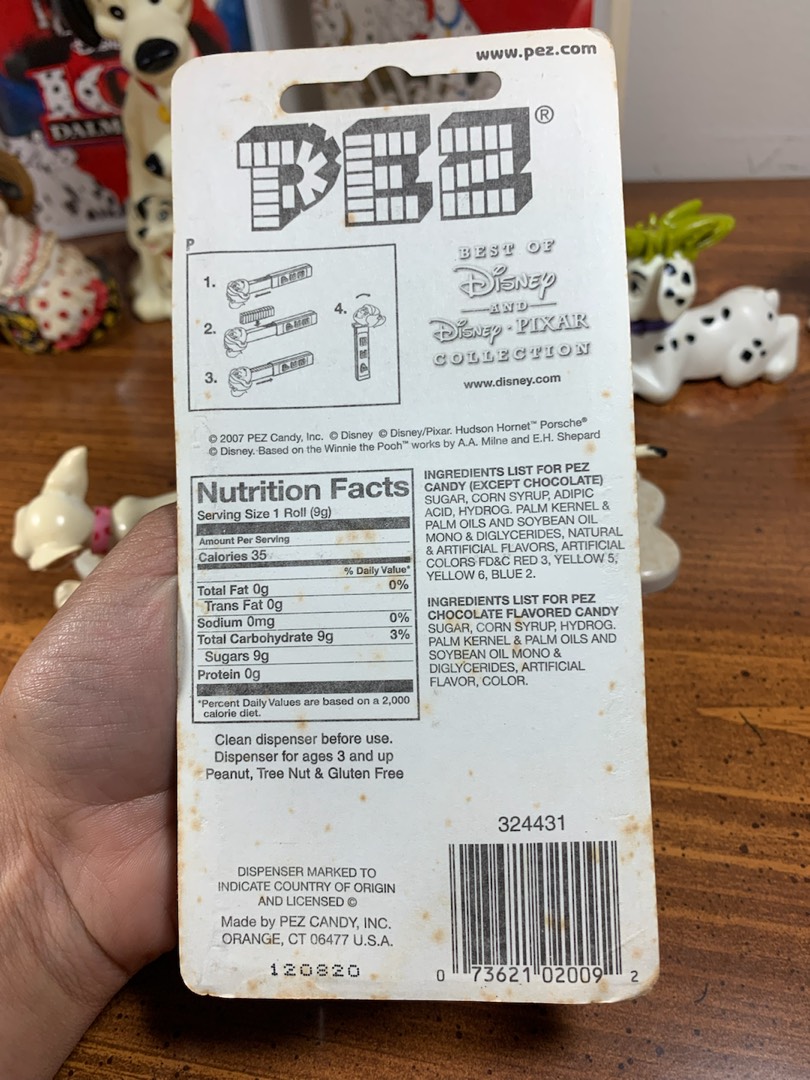 www.pez.com
PEZ®
P
1.
2.
3.
4.
BEST OF
Disney
AND
Disney · PIXAR
COLLECTION
www.disney.com
© 2007 PEZ Candy, Inc. © Disney © Disney/Pixar. Hudson Hornet™ Porsche®
© Disney. Based on the Winnie the Pooh™ works by A.A. Milne and E.H. Shepard
Nutrition Facts
Serving Size 1 Roll (9g)
Amount Per Serving
Calories 35
% Daily Value*
Total Fat 0g 0%
Trans Fat 0g
Sodium 0mg 0%
Total Carbohydrate 9g 3%
Sugars 9g
Protein 0g
*Percent Daily Values are based on a 2,000
calorie diet.
INGREDIENTS LIST FOR PEZ
CANDY (EXCEPT CHOCOLATE)
SUGAR, CORN SYRUP, ADIPIC
ACID, HYDROG. PALM KERNEL &
PALM OILS AND SOYBEAN OIL
MONO & DIGLYCERIDES, NATURAL
& ARTIFICIAL FLAVORS, ARTIFICIAL
COLORS FD&C RED 3, YELLOW 5,
YELLOW 6, BLUE 2.
INGREDIENTS LIST FOR PEZ
CHOCOLATE FLAVORED CANDY
SUGAR, CORN SYRUP, HYDROG.
PALM KERNEL & PALM OILS AND
SOYBEAN OIL MONO &
DIGLYCERIDES, ARTIFICIAL
FLAVOR, COLOR.
Clean dispenser before use.
Dispenser for ages 3 and up
Peanut, Tree Nut & Gluten Free
324431
DISPENSER MARKED TO
INDICATE COUNTRY OF ORIGIN
AND LICENSED ©
Made by PEZ CANDY, INC.
ORANGE, CT 06477 U.S.A.
120820
0 73621 02009 2